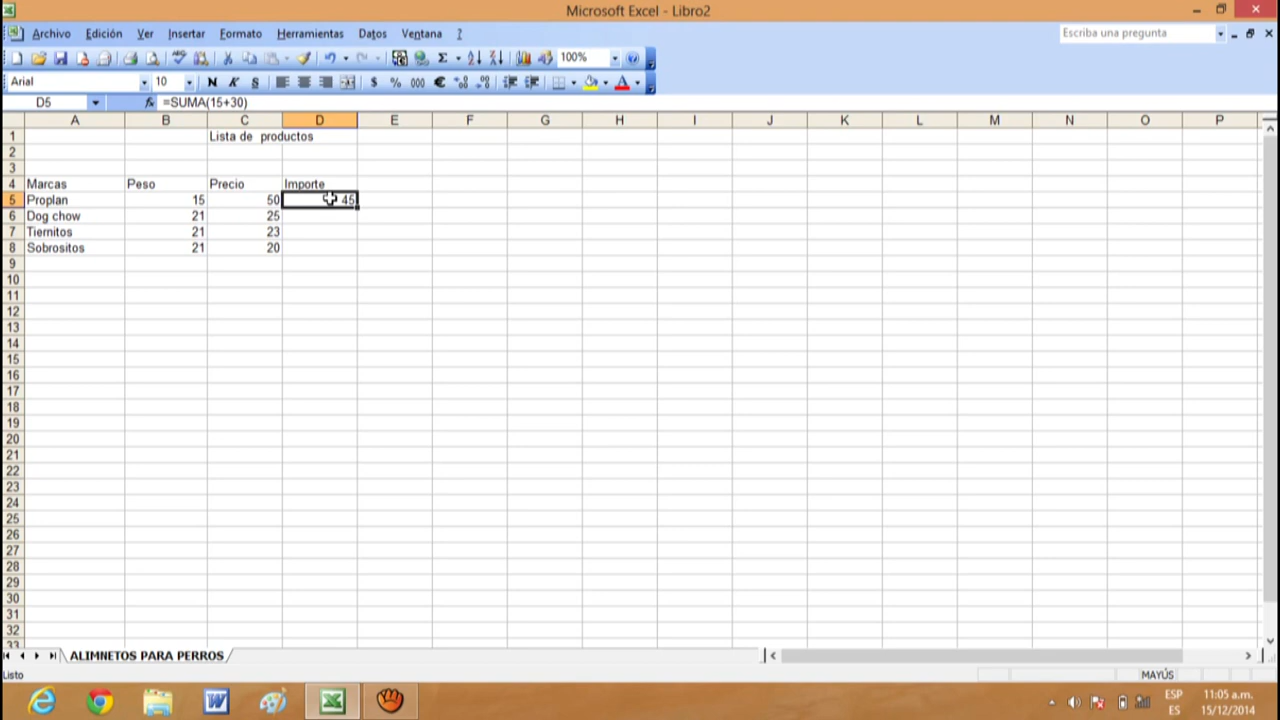 Microsoft Excel - Libro2
Archivo Edición Ver Insertar Formato Herramientas Datos Ventana ? Escriba una pregunta
100%
Arial 10 N K S $ % 000 €
D5 fx =SUMA(15+30)
A B C D E F G H I J K L M N O P
1 Lista de productos
2
3
4 Marcas Peso Precio Importe
5 Proplan 15 50 45
6 Dog chow 21 25
7 Tiernitos 21 23
8 Sobrositos 21 20
9
10
11
12
13
14
15
16
17
18
19
20
21
22
23
24
25
26
27
28
29
30
31
32
33
ALIMNETOS PARA PERROS
Listo MAYÚS
ESP 11:05 a.m.
ES 15/12/2014